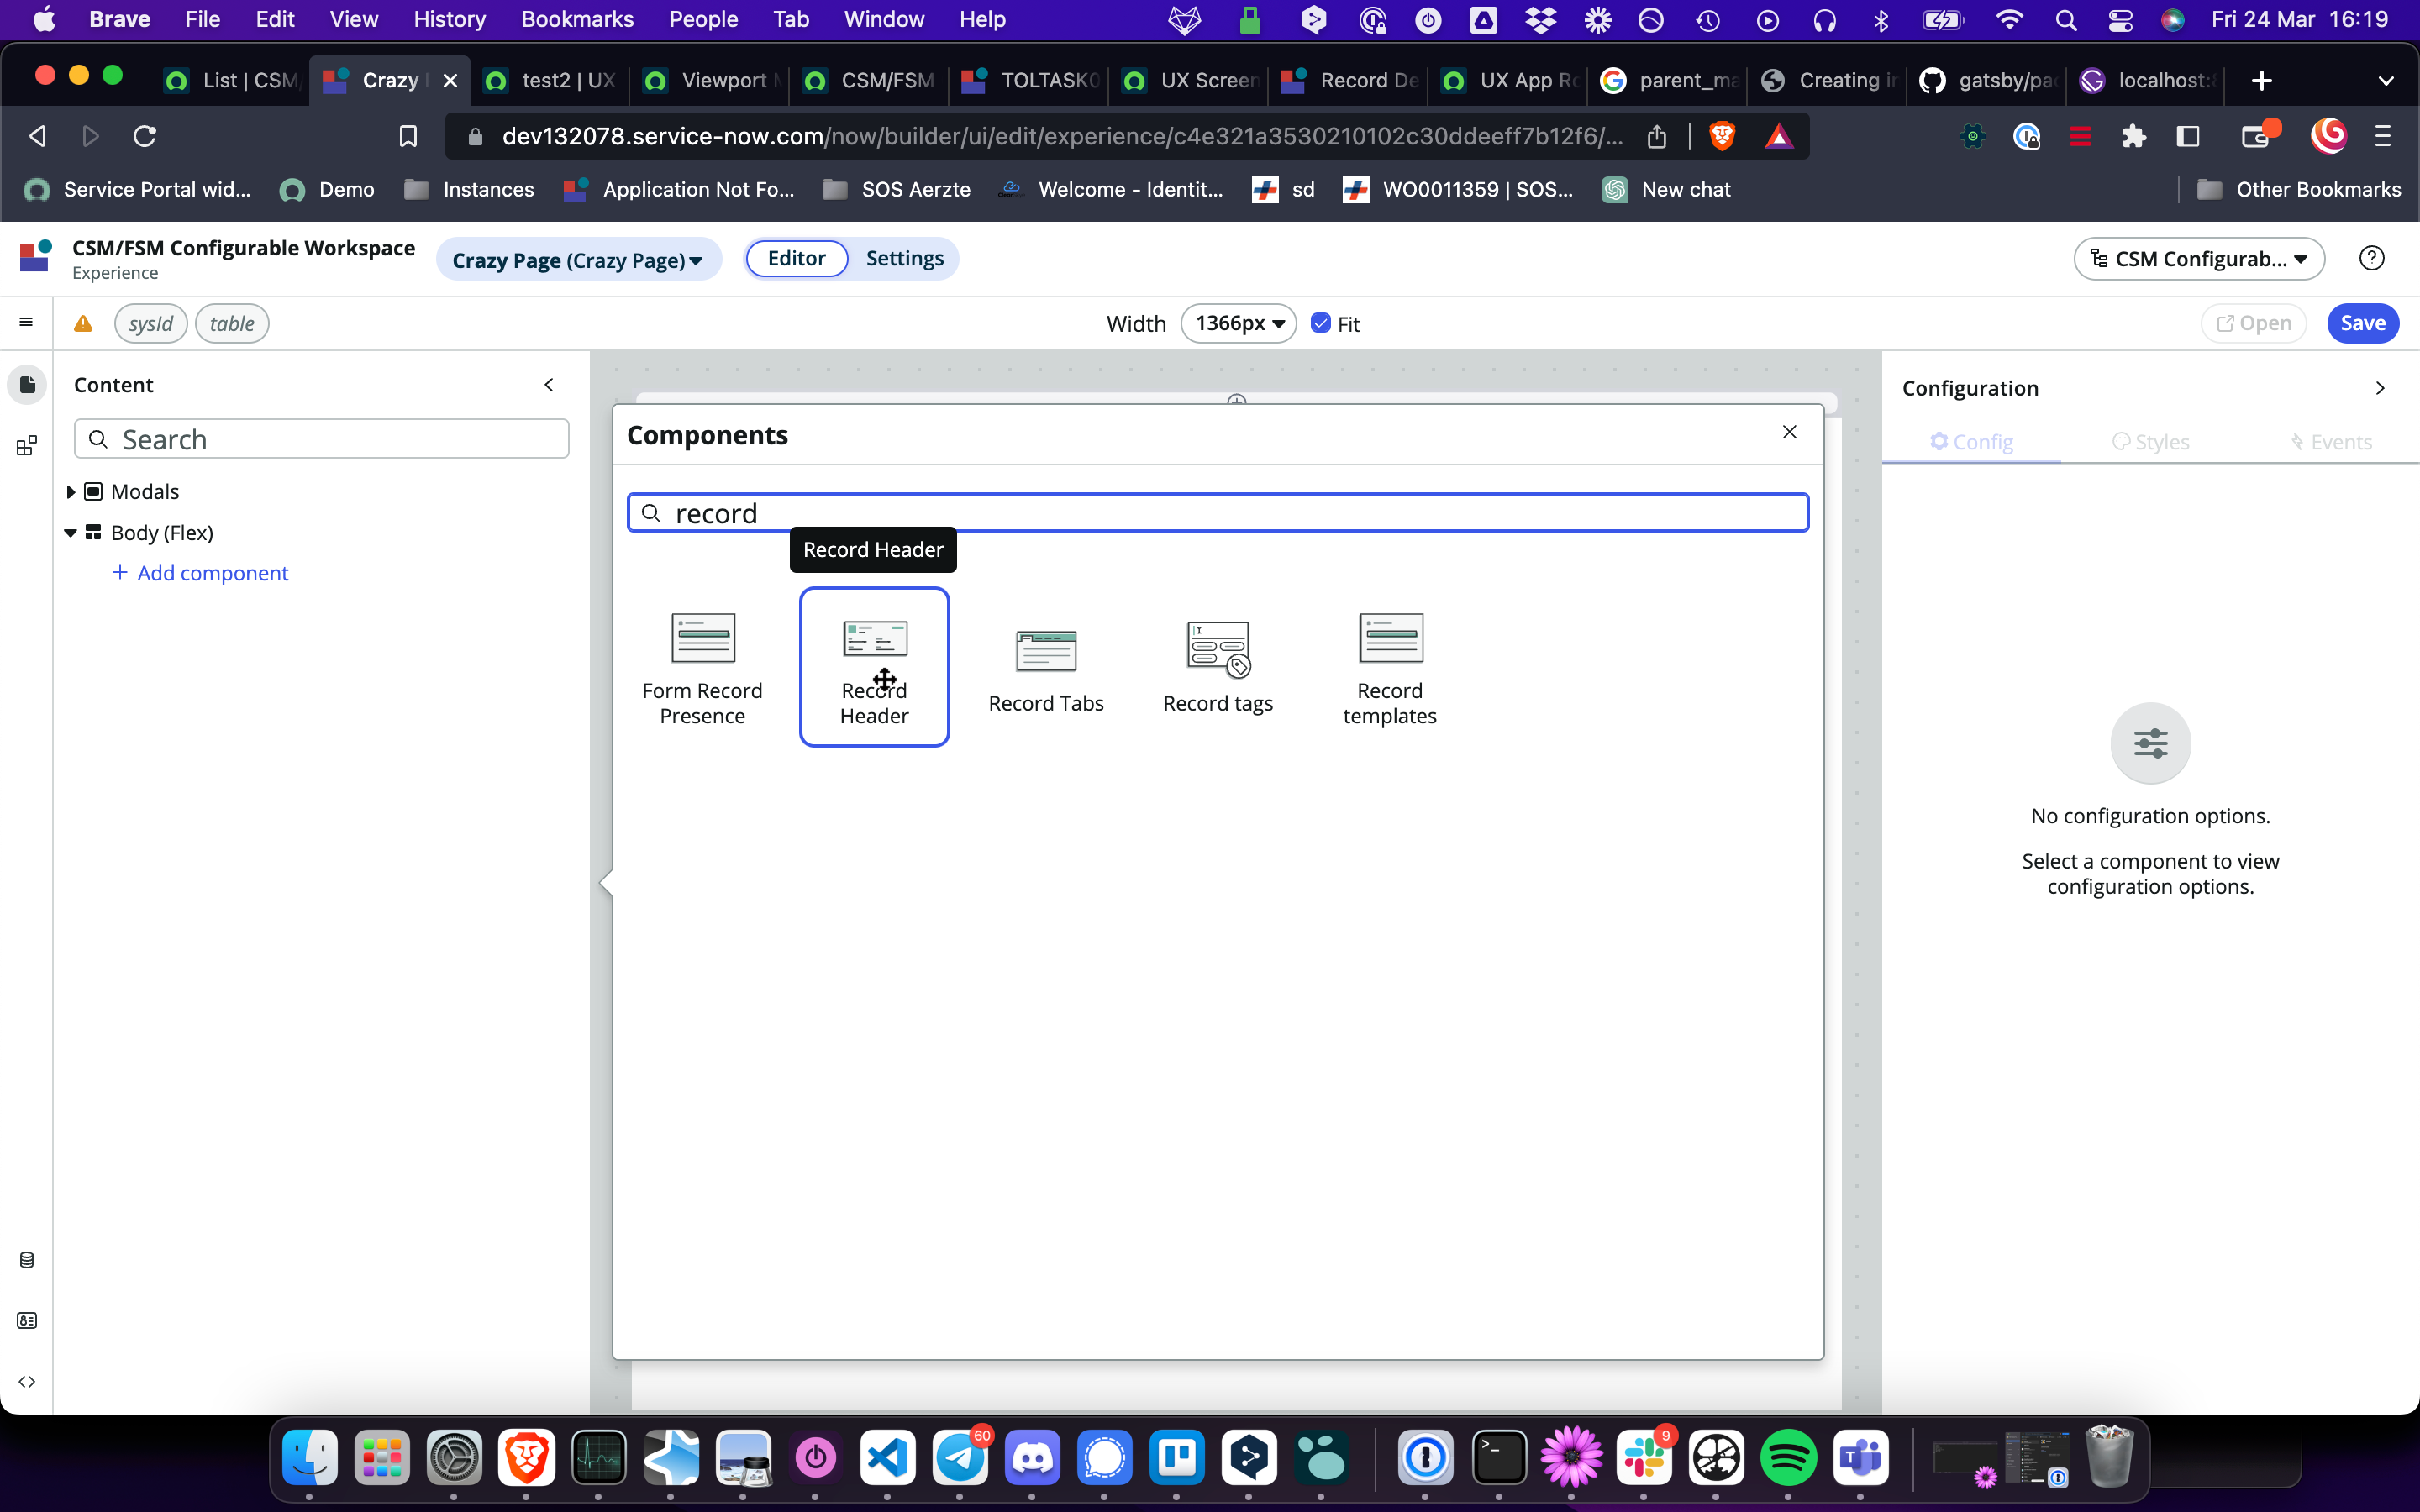 Brave File Edit View History Bookmarks People Tab Window Help Fri 24 Mar 16:19
List | CSM/ Crazy test2 | UX Viewport CSM/FSM TOLTASK0 UX Screen Record De UX App Ro parent_ma Creating in gatsby/pac localhost:
dev132078.service-now.com/now/builder/ui/edit/experience/c4e321a3530210102c30ddeeff7b12f6/...
Service Portal wid... Demo Instances Application Not Fo... SOS Aerzte Welcome - Identit... sd WO0011359 | SOS... New chat Other Bookmarks
CSM/FSM Configurable Workspace
Experience
Crazy Page (Crazy Page)
Editor Settings
CSM Configurab...
sysId table
Width 1366px Fit
Open Save
Content
Search
Modals
Body (Flex)
+ Add component
Components
record
Record Header
Form Record
Presence
Record
Header
Record Tabs
Record tags
Record
templates
Configuration
Config Styles Events
No configuration options.
Select a component to view
configuration options.
60
9